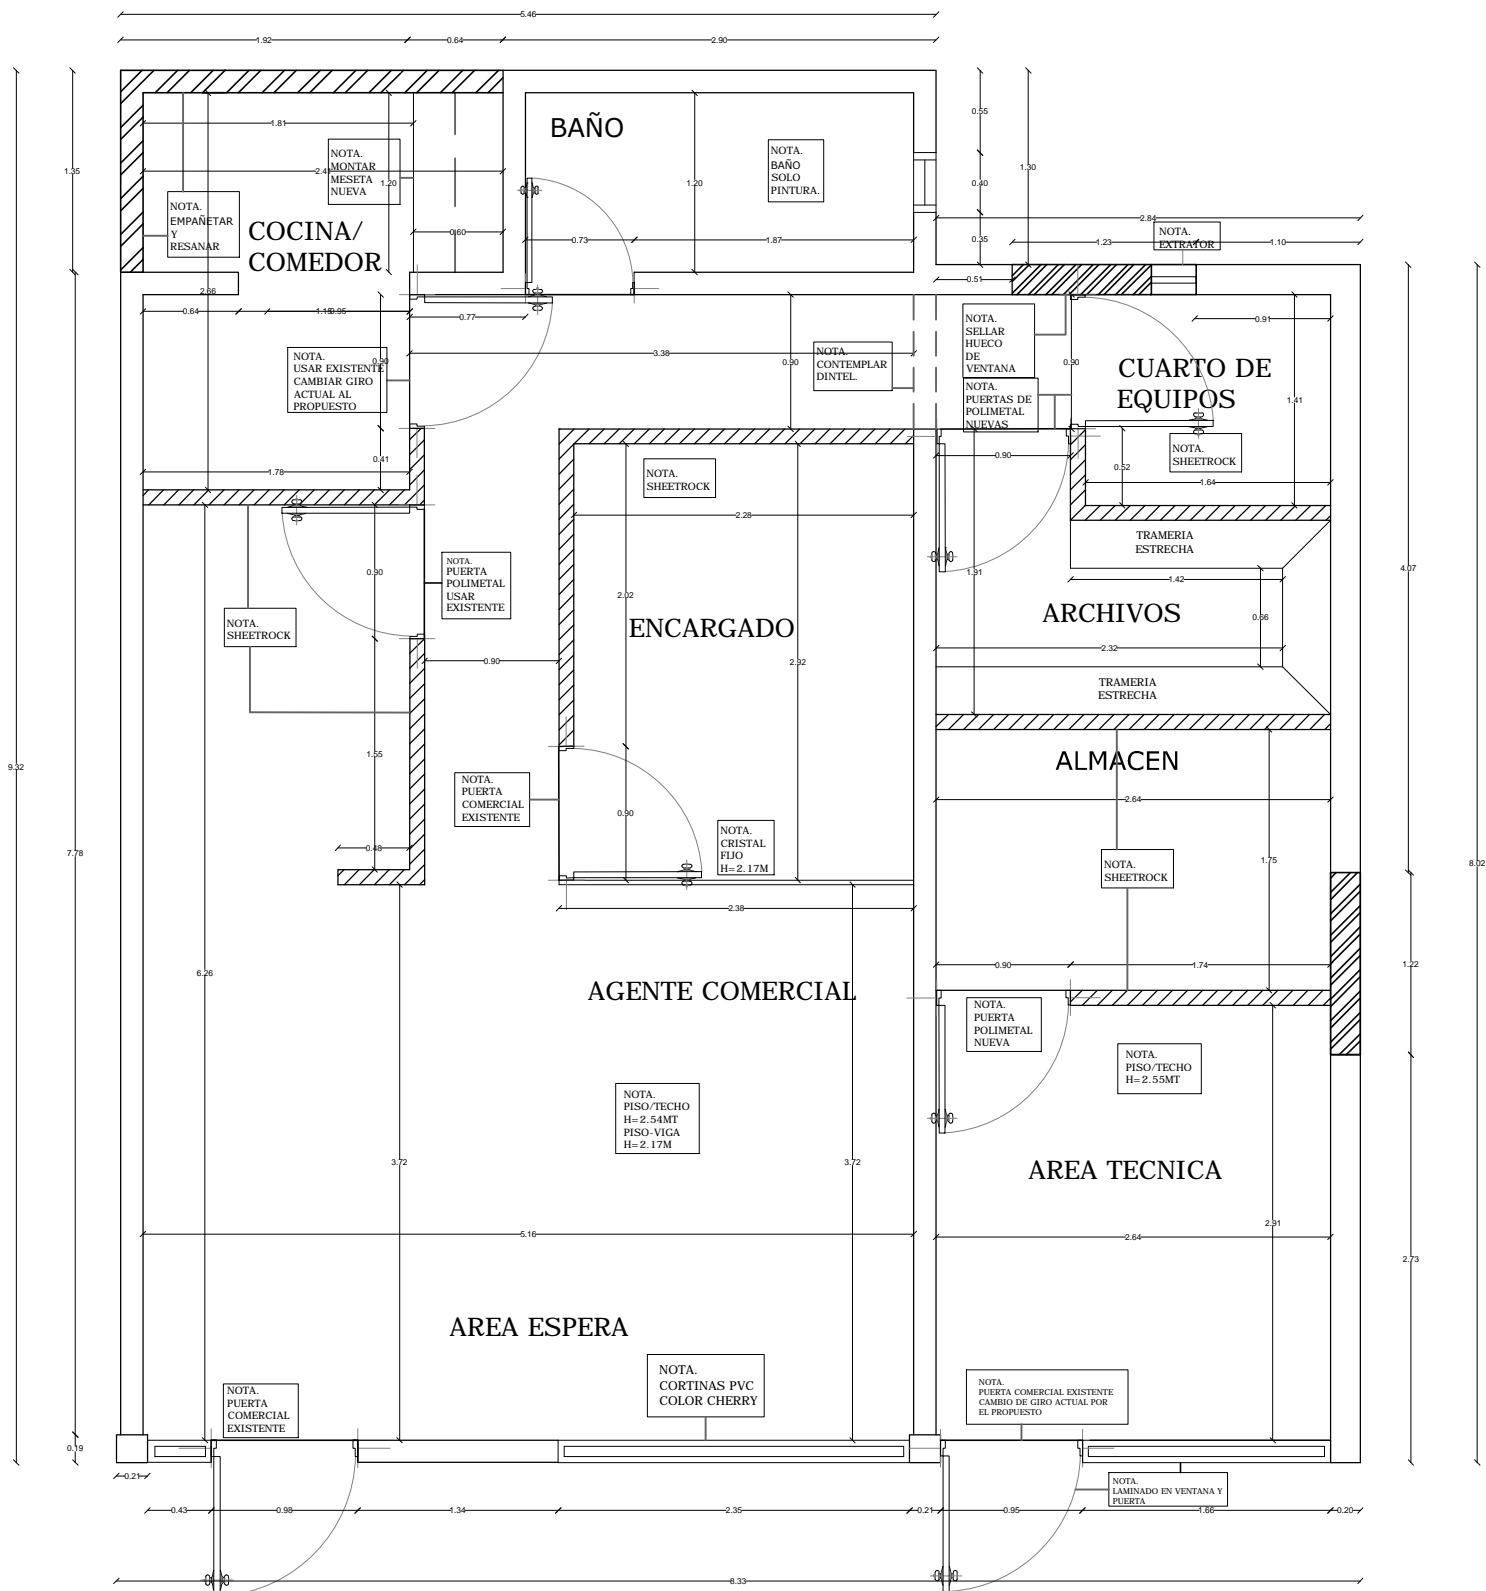 5.46
1.92
0.64
2.90
BAÑO
1.81
NOTA.
MONTAR
MESETA
NUEVA
NOTA.
BAÑO
SOLO
PINTURA.
0.55
1.30
1.35
2.41
1.20
1.20
0.40
NOTA.
EMPAÑETAR
Y
RESANAR
COCINA/
COMEDOR
0.60
0.73
1.87
0.35
2.84
NOTA.
EXTRATOR
1.23
1.10
0.51
2.66
0.64
0.95
0.77
NOTA.
SELLAR
HUECO
DE
VENTANA
0.91
NOTA.
USAR EXISTENTE
CAMBIAR GIRO
ACTUAL AL
PROPUESTO
0.90
3.38
0.90
NOTA.
CONTEMPLAR
DINTEL.
0.90
CUARTO DE
EQUIPOS
NOTA.
PUERTAS DE
POLIMETAL
NUEVAS
1.41
0.41
1.78
0.90
0.52
NOTA.
SHEETROCK
NOTA.
SHEETROCK
1.64
2.28
TRAMERIA
ESTRECHA
0.90
NOTA.
PUERTA
POLIMETAL
USAR
EXISTENTE
1.91
1.42
4.07
2.02
NOTA.
SHEETROCK
ENCARGADO
ARCHIVOS
0.66
0.90
2.92
2.32
TRAMERIA
ESTRECHA
1.55
9.32
ALMACEN
NOTA.
PUERTA
COMERCIAL
EXISTENTE
0.90
2.64
NOTA.
CRISTAL
FIJO
H=2.17M
7.78
0.48
NOTA.
SHEETROCK
1.75
8.02
2.38
6.26
0.90
1.74
1.22
AGENTE COMERCIAL
NOTA.
PUERTA
POLIMETAL
NUEVA
NOTA.
PISO/TECHO
H=2.55MT
NOTA.
PISO/TECHO
H=2.54MT
PISO-VIGA
H=2.17M
3.72
3.72
AREA TECNICA
5.16
2.64
2.91
2.73
AREA ESPERA
NOTA.
CORTINAS PVC
COLOR CHERRY
NOTA.
PUERTA COMERCIAL EXISTENTE
CAMBIO DE GIRO ACTUAL POR
EL PROPUESTO
NOTA.
PUERTA
COMERCIAL
EXISTENTE
0.19
0.21
NOTA.
LAMINADO EN VENTANA Y
PUERTA
0.43
0.98
1.34
2.35
0.21
0.95
1.66
0.20
8.33